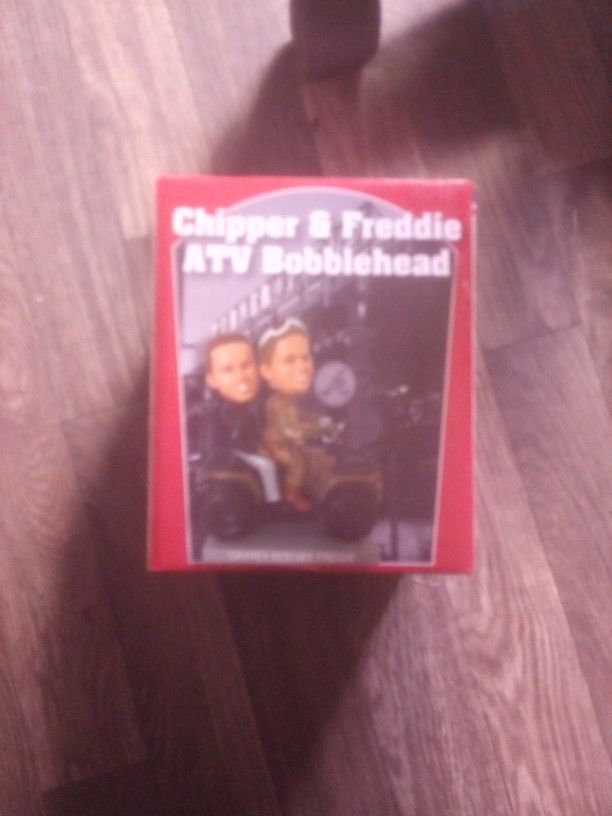 Chipper & Freddie
ATV Bobblehead